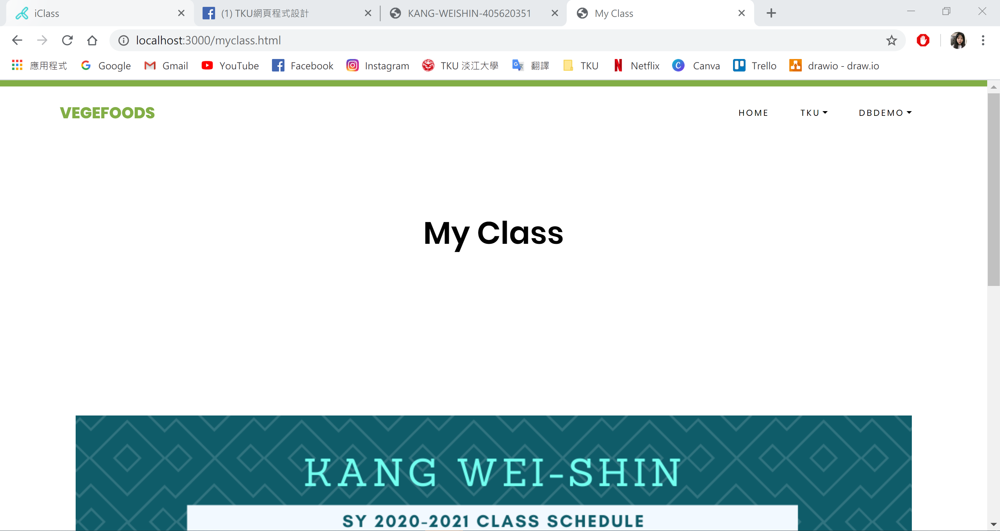 iClass
(1) TKU網頁程式設計
KANG-WEISHIN-405620351
My Class
localhost:3000/myclass.html
應用程式
Google
Gmail
YouTube
Facebook
Instagram
TKU 淡江大學
翻譯
TKU
Netflix
Canva
Trello
drawio - draw.io
VEGEFOODS
HOME
TKU
DBDEMO
My Class
KANG WEI-SHIN
SY 2020-2021 CLASS SCHEDULE